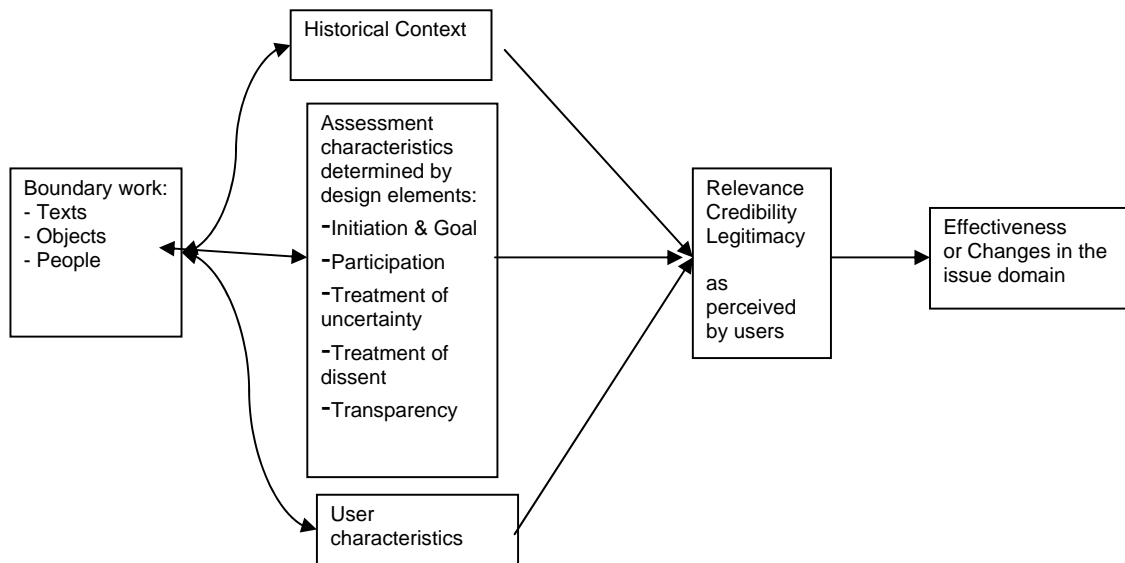 Historical Context
Assessment
characteristics
determined by
design elements:
-Initiation & Goal
-Participation
-Treatment of
uncertainty
-Treatment of
dissent
-Transparency
Boundary work:
- Texts
- Objects
- People
Relevance
Credibility
Legitimacy
as
perceived
by users
Effectiveness
or Changes in the
issue domain
User
characteristics